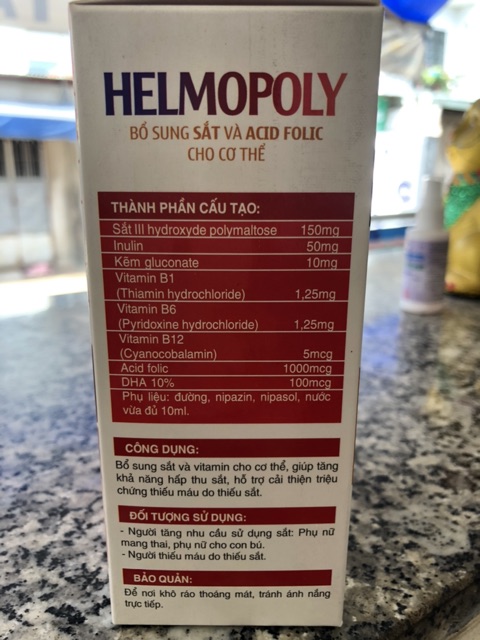 HELMOPOLY
BỔ SUNG SẮT VÀ ACID FOLIC
CHO CƠ THỂ
THÀNH PHẦN CẤU TẠO:
Sắt III hydroxyde polymaltose 150mg
Inulin 50mg
Kẽm gluconate 10mg
Vitamin B1
(Thiamin hydrochloride) 1,25mg
Vitamin B6
(Pyridoxine hydrochloride) 1,25mg
Vitamin B12
(Cyanocobalamin) 5mcg
Acid folic 1000mcg
DHA 10% 100mcg
Phụ liệu: đường, nipazin, nipasol, nước
vừa đủ 10ml.
CÔNG DỤNG:
Bổ sung sắt và vitamin cho cơ thể, giúp tăng
khả năng hấp thu sắt, hỗ trợ cải thiện triệu
chứng thiếu máu do thiếu sắt.
ĐỐI TƯỢNG SỬ DỤNG:
- Người tăng nhu cầu sử dụng sắt: Phụ nữ
mang thai, phụ nữ cho con bú.
- Người thiếu máu do thiếu sắt.
BẢO QUẢN:
Để nơi khô ráo thoáng mát, tránh ánh nắng
trực tiếp.